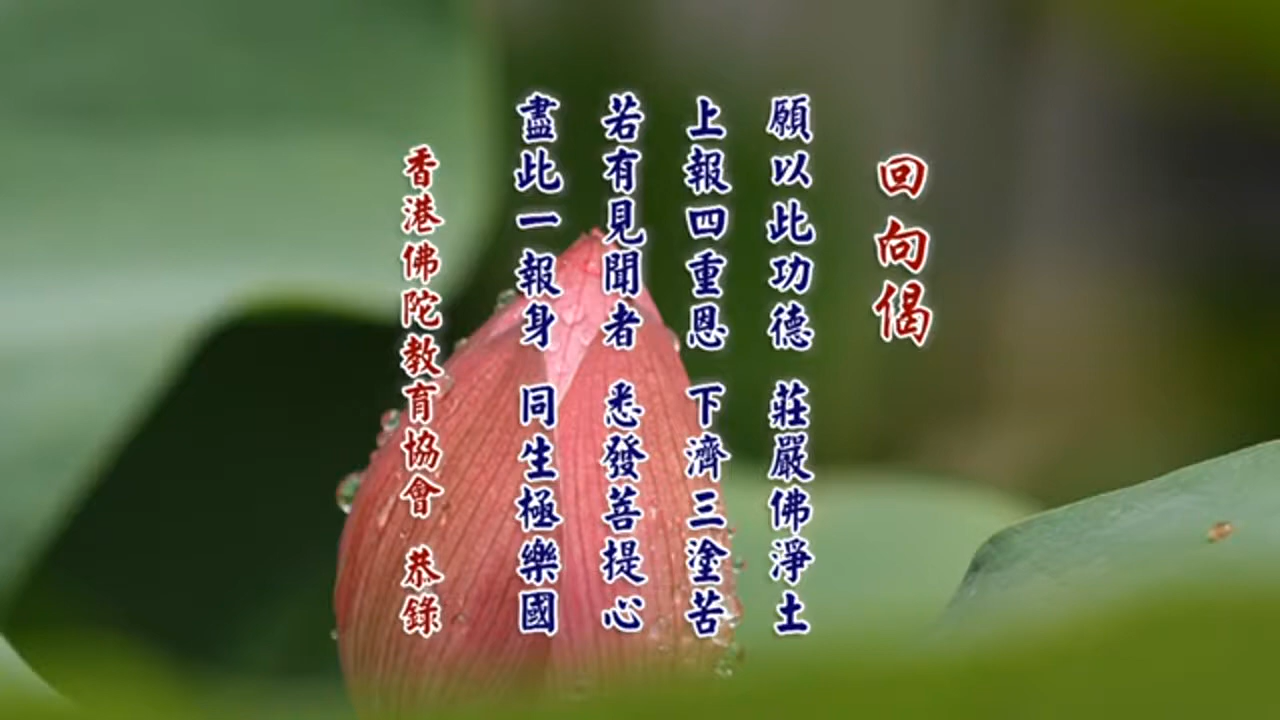 回向偈
願以此功德 莊嚴佛淨土
上報四重恩 下濟三塗苦
若有見聞者 悉發菩提心
盡此一報身 同生極樂國
香港佛陀教育協會 恭錄